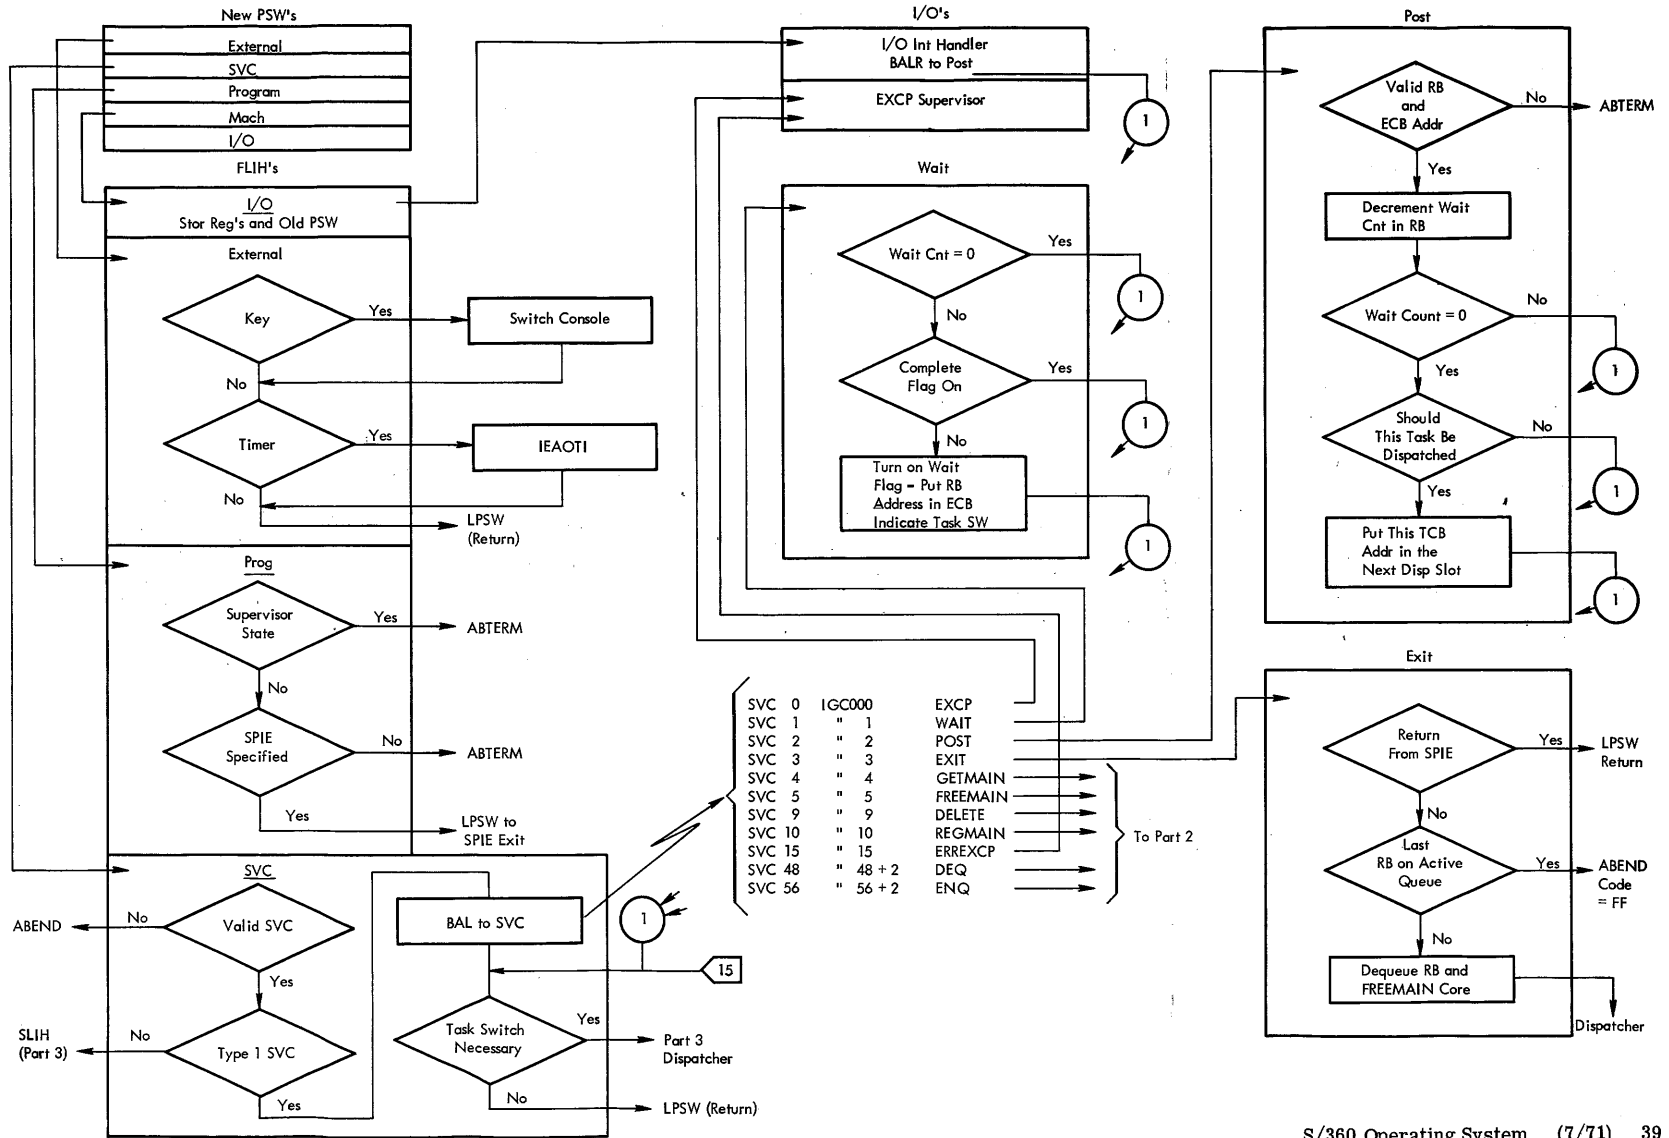 New PSW's
External
SVC
Program
Mach
I/O
FLIH's
I/O
Stor Reg's and Old PSW
External
Key
Yes
Switch Console
No
Timer
Yes
IEAOTI
No
LPSW
(Return)
Prog
Supervisor
State
Yes
ABTERM
No
SPIE
Specified
No
ABTERM
Yes
LPSW to
SPIE Exit
SVC
Valid SVC
No
ABEND
Yes
Type 1 SVC
No
SLIH
(Part 3)
Yes
BAL to SVC
1
15
Task Switch
Necessary
Yes
Part 3
Dispatcher
No
LPSW (Return)
I/O's
I/O Int Handler
BALR to Post
1
EXCP Supervisor
Wait
Wait Cnt = 0
Yes
1
No
Complete
Flag On
Yes
1
No
Turn on Wait
Flag - Put RB
Address in ECB
Indicate Task SW
1
SVC 0 IGC000 EXCP
SVC 1 " 1 WAIT
SVC 2 " 2 POST
SVC 3 " 3 EXIT
SVC 4 " 4 GETMAIN
SVC 5 " 5 FREEMAIN
SVC 9 " 9 DELETE
SVC 10 " 10 REGMAIN
SVC 15 " 15 ERREXCP
SVC 48 " 48 + 2 DEQ
SVC 56 " 56 + 2 ENQ
To Part 2
Post
Valid RB
and
ECB Addr
No
ABTERM
Yes
Decrement Wait
Cnt in RB
Wait Count = 0
No
1
Yes
Should
This Task Be
Dispatched
No
1
Yes
Put This TCB
Addr in the
Next Disp Slot
1
Exit
Return
From SPIE
Yes
LPSW
Return
No
Last
RB on Active
Queue
Yes
ABEND
Code
= FF
No
Dequeue RB and
FREEMAIN Core
Dispatcher
S/360 Operating System (7/71) 39